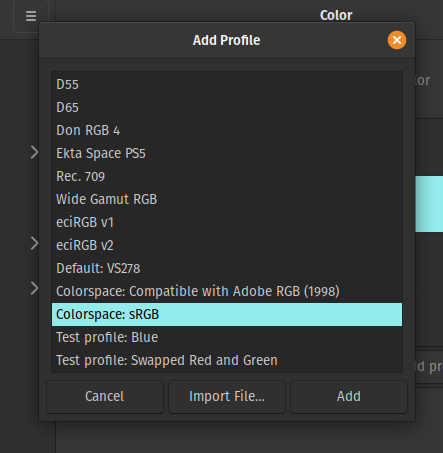 Color
Add Profile
D55
D65
Don RGB 4
Ekta Space PS5
Rec. 709
Wide Gamut RGB
eciRGB v1
eciRGB v2
Default: VS278
Colorspace: Compatible with Adobe RGB (1998)
Colorspace: sRGB
Test profile: Blue
Test profile: Swapped Red and Green
Cancel
Import File...
Add